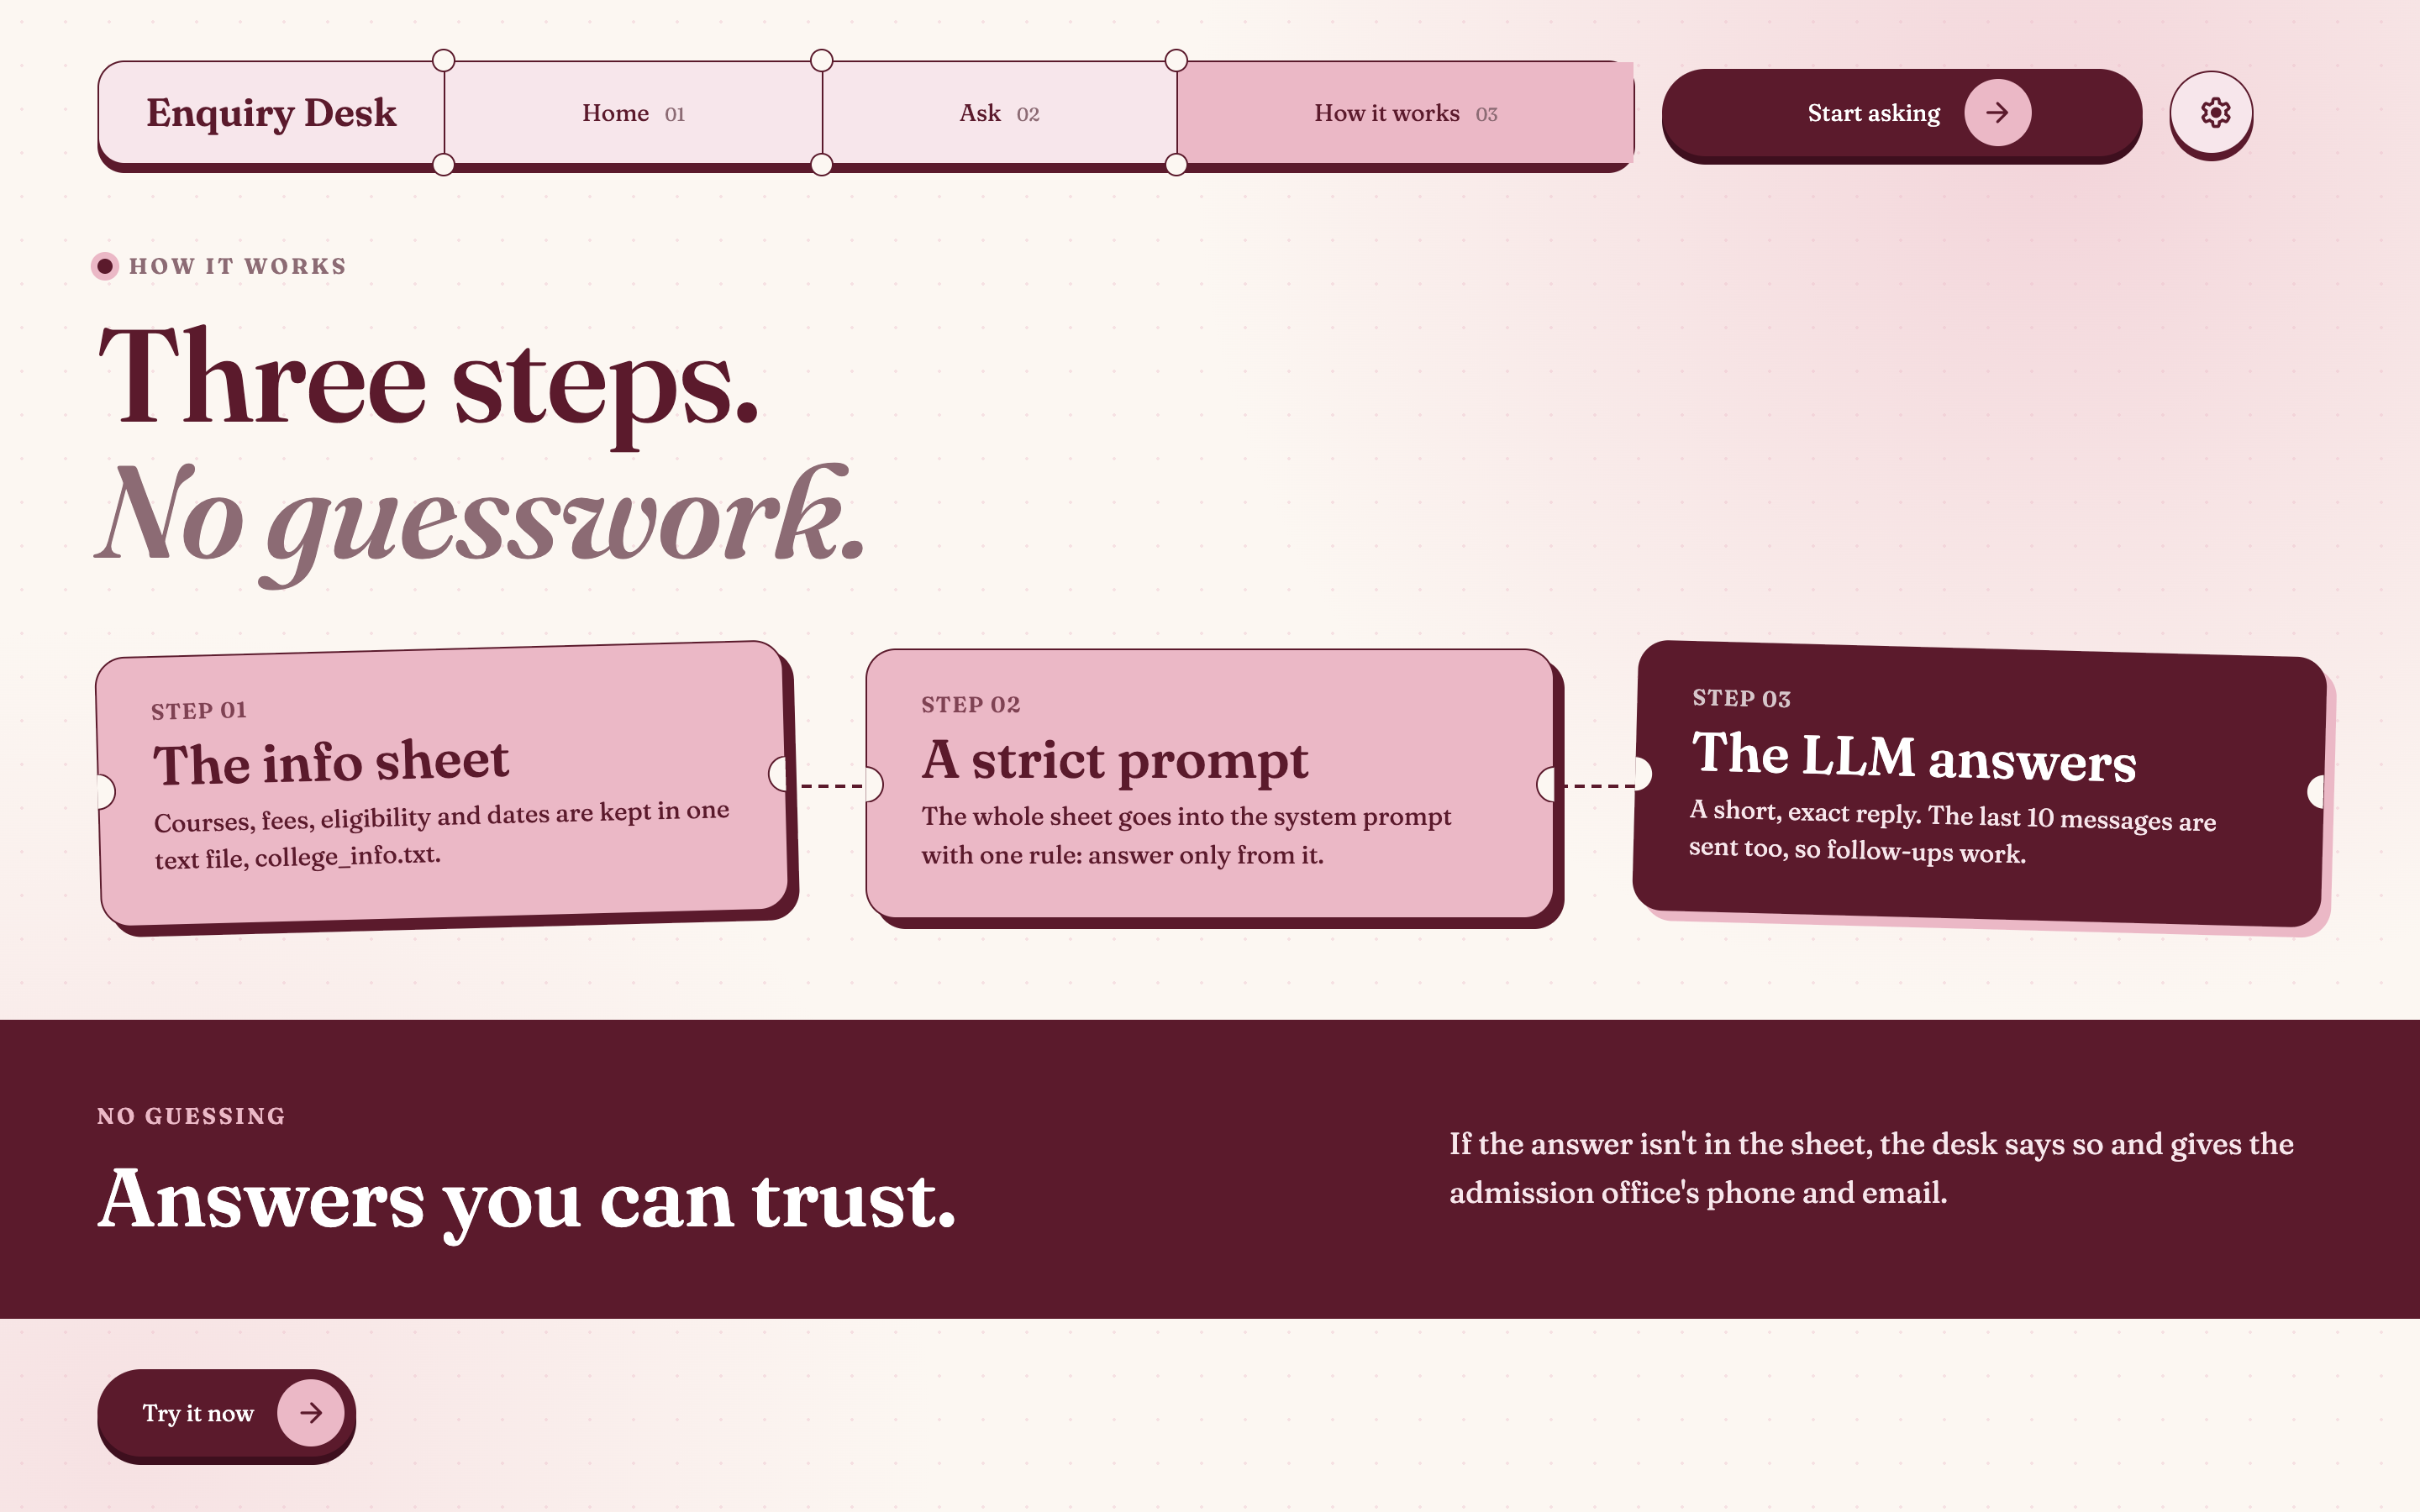 Enquiry Desk
Home 01
Ask 02
How it works 03
Start asking
HOW IT WORKS
Three steps.
No guesswork.
STEP 01
The info sheet
Courses, fees, eligibility and dates are kept in one
text file, college_info.txt.
STEP 02
A strict prompt
The whole sheet goes into the system prompt
with one rule: answer only from it.
STEP 03
The LLM answers
A short, exact reply. The last 10 messages are
sent too, so follow-ups work.
NO GUESSING
Answers you can trust.
If the answer isn't in the sheet, the desk says so and gives the
admission office's phone and email.
Try it now